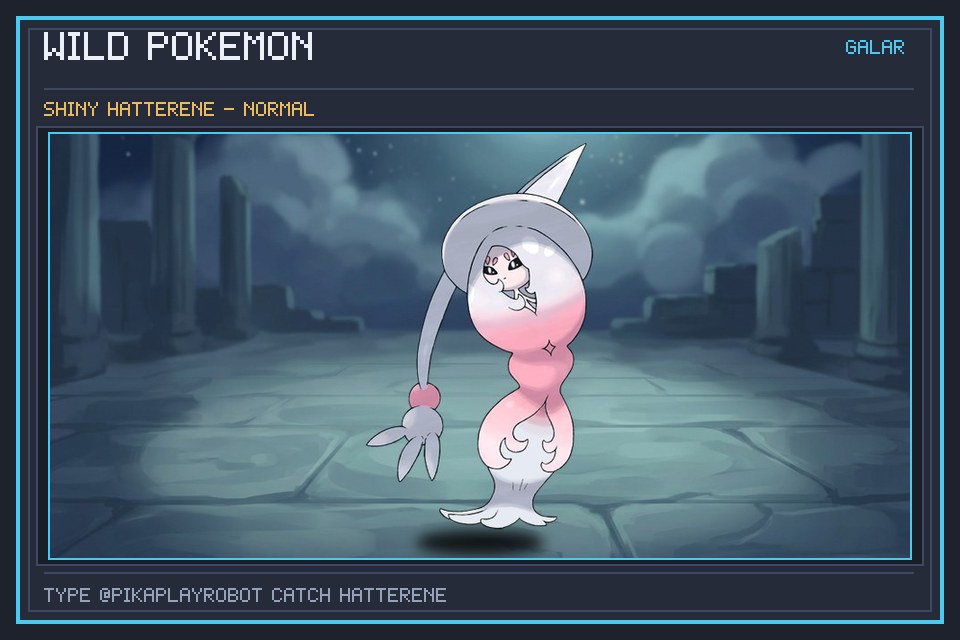 WILD POKEMON
GALAR
SHINY HATTERENE - NORMAL
TYPE @PIKAPLAYROBOT CATCH HATTERENE